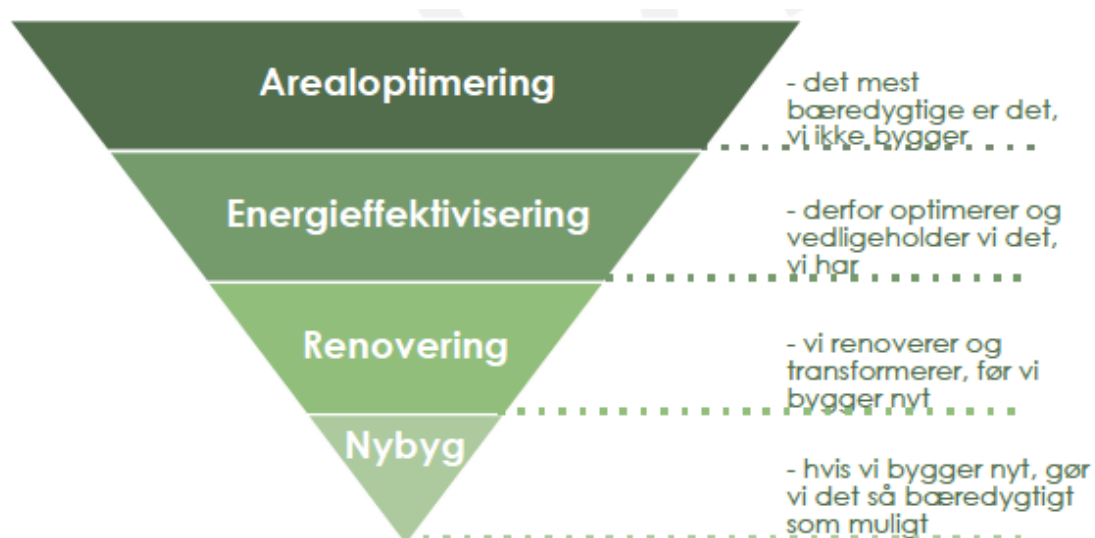 Arealoptimering
- det mest
bæredygtige er det,
vi ikke bygger
Energieffektivisering
- derfor optimerer og
vedligeholder vi det,
vi har
Renovering
- vi renoverer og
transformerer, før vi
bygger nyt
Nybyg
- hvis vi bygger nyt, gør
vi det så bæredygtigt
som muligt